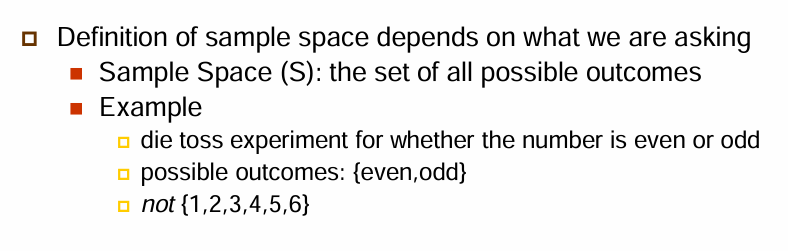 Definition of sample space depends on what we are asking
Sample Space (S): the set of all possible outcomes
Example
die toss experiment for whether the number is even or odd
possible outcomes: {even,odd}
not {1,2,3,4,5,6}